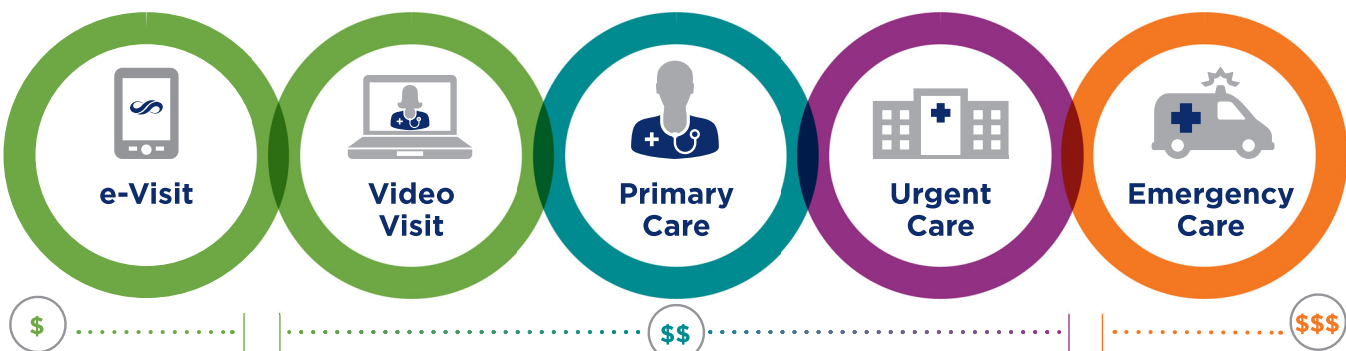 e-Visit
Video
Visit
Primary
Care
Urgent
Care
Emergency
Care
$
$$
$$$